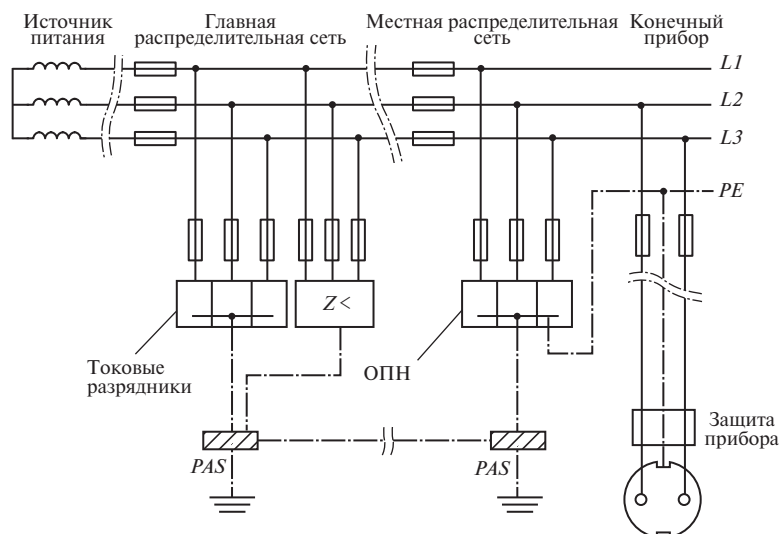 Источник
питания
Главная
распределительная сеть
Местная распределительная
сеть
Конечный
прибор
L1
L2
L3
PE
Z<
Токовые
разрядники
ОПН
Защита
прибора
PAS
PAS